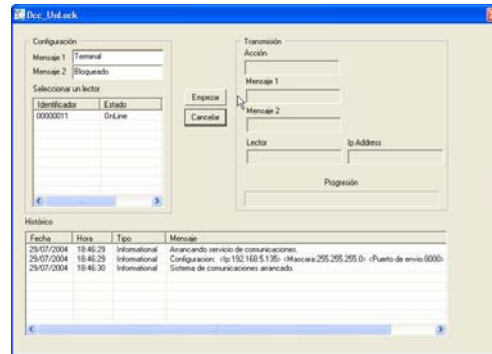 Dcc_UnLock
Configuración
Mensaje 1 Terminal
Mensaje 2 Bloqueado
Seleccionar un lector
Identificador Estado
00000011 OnLine
Empezar
Cancelar
Transmisión
Acción
Mensaje 1
Mensaje 2
Lector Ip Address
Progresión
Histórico
Fecha Hora Tipo Mensaje
29/07/2004 18:46:29 Informational Arrancando servicio de comunicaciones.
29/07/2004 18:46:29 Informational Configuracion: <Ip:192.168.5.135> <Mascara:255.255.255.0> <Puerto de envio:8000>
29/07/2004 18:46:30 Informational Sistema de comunicaciones arrancado.